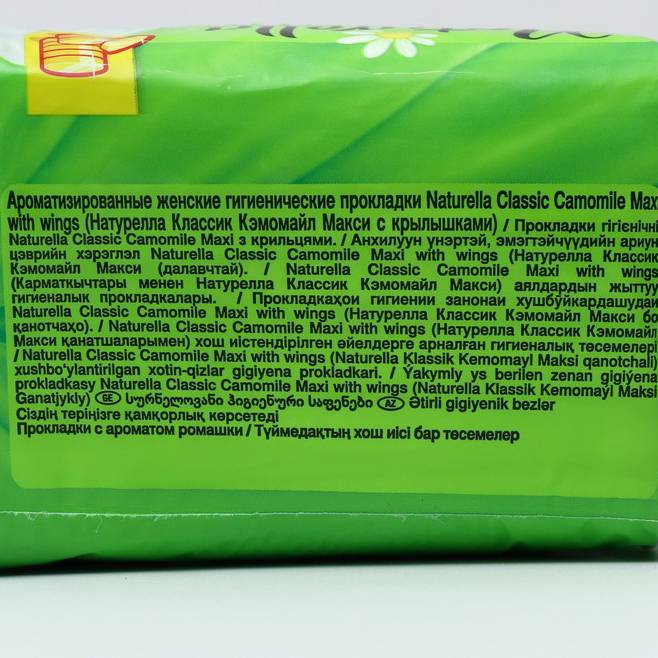 Ароматизированные женские гигиенические прокладки Naturella Classic Camomile Maxi
with wings (Натурелла Классик Кэмомайл Макси с крылышками) / Прокладки гігієнічні
Naturella Classic Camomile Maxi з крильцями. / Анхилуун үнэртэй, эмэгтэйчүүдийн ариун
цэврийн хэрэглэл Naturella Classic Camomile Maxi with wings (Натурелла Классик
Кэмомайл Макси (далавчтай). / Naturella Classic Camomile Maxi with wings
(Карматкычтары менен Натурелла Классик Кэмомайл Макси) аялдардын жыттуу
гигиеналык прокладкалары. / Прокладкаҳои гигиении занонаи хушбӯйкардашудаи
Naturella Classic Camomile Maxi with wings (Натурелла Классик Кэмомайл Макси бо
қанотчаҳо). / Naturella Classic Camomile Maxi with wings (Натурелла Классик Кэмомайл
Макси қанатшаларымен) хош иістендірілген әйелдерге арналған гигиеналық төсемелері
/ Naturella Classic Camomile Maxi with wings (Naturella Klassik Kemomayl Maksi qanotchali)
xushbo‘ylantirilgan xotin-qizlar gigiyena prokladkari. / Ýakymly ys berilen zenan gigiýena
prokladkasy Naturella Classic Camomile Maxi with wings (Naturella Klassik Kemomaýl Maksi
Ganatjykly) GE სურნელოვანი ჰიგიენური საფენები AZ Ətirli gigiyenik bezlər
Сіздің теріңізге қамқорлық көрсетеді
Прокладки с ароматом ромашки / Түймедақтың хош иісі бар төсемелер